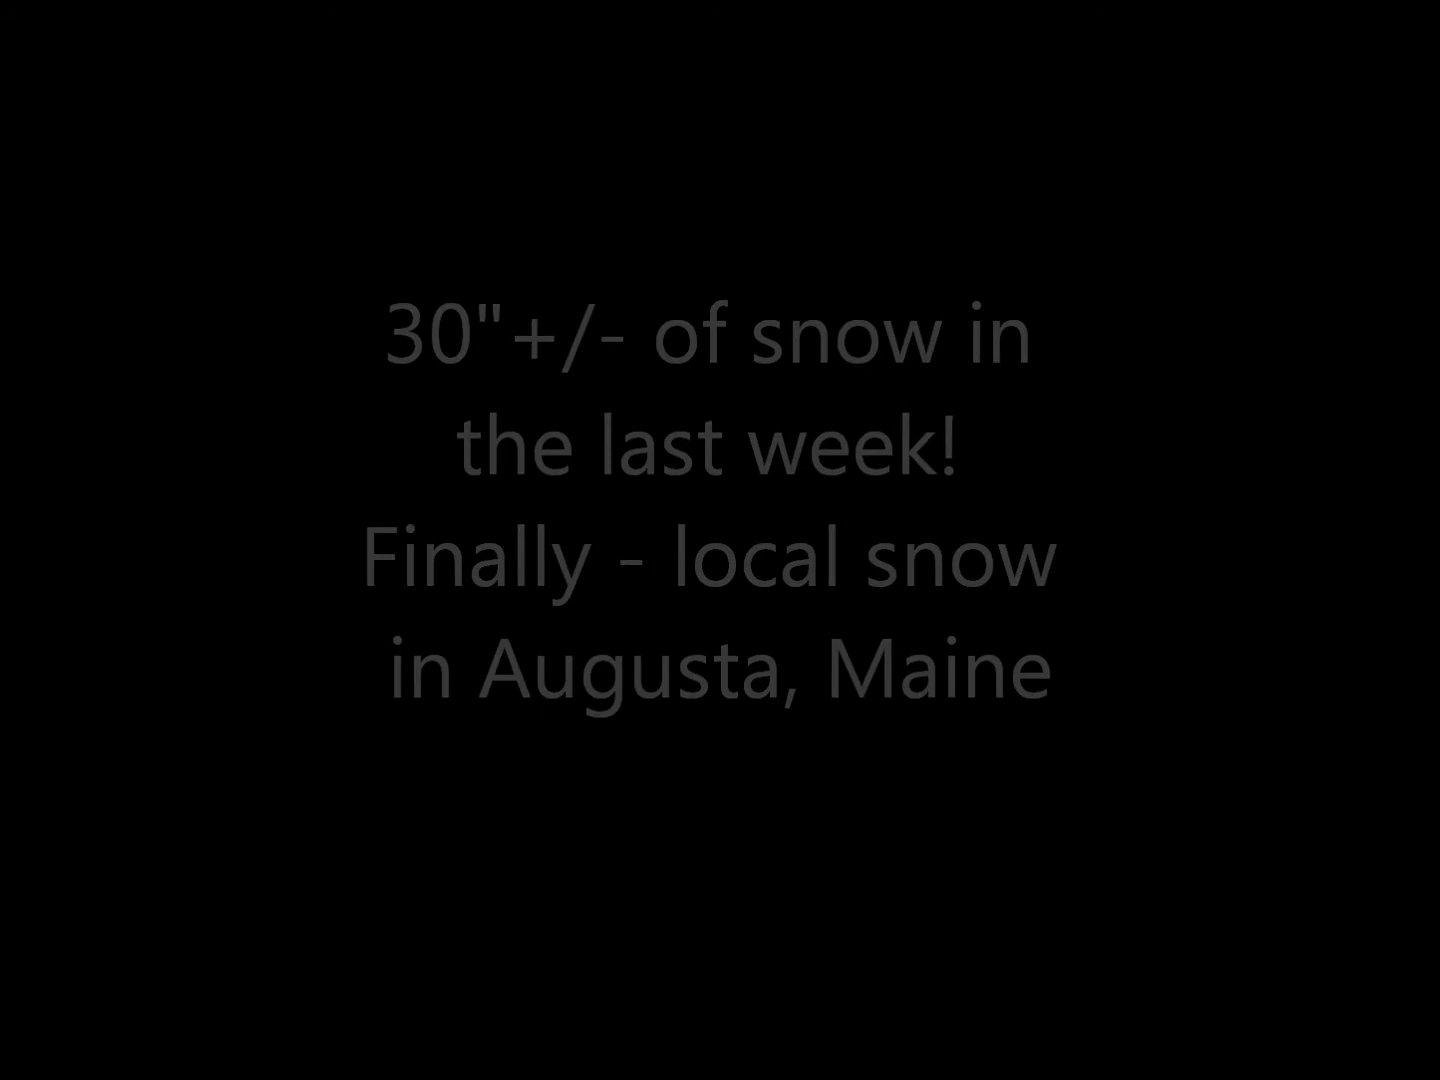 30"+/- of snow in
the last week!
Finally - local snow
in Augusta, Maine